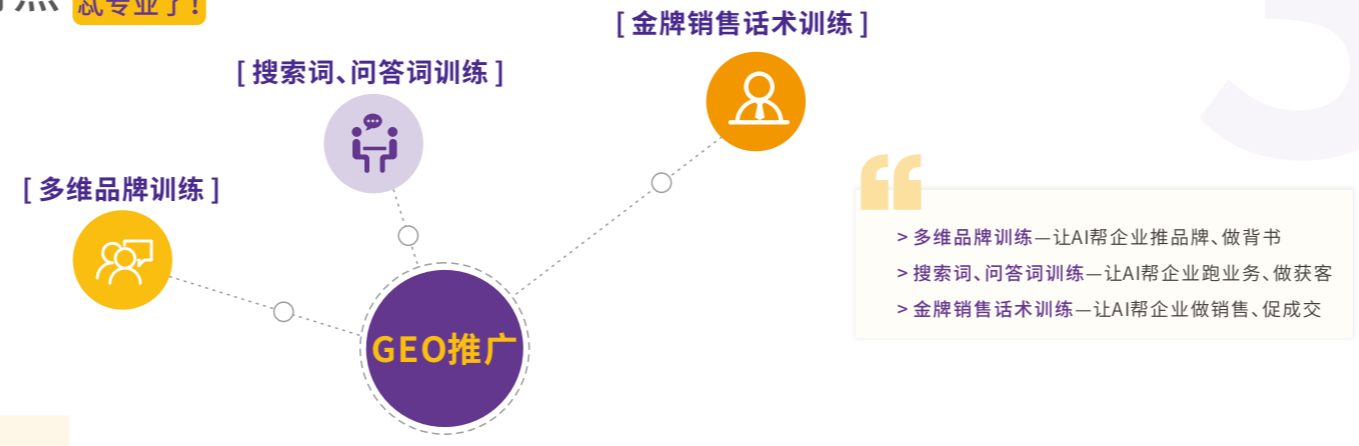 专业了!
[ 金牌销售话术训练 ]
[ 搜索词、问答词训练 ]
[ 多维品牌训练 ]
GEO推广
> 多维品牌训练—让AI帮企业推品牌、做背书
> 搜索词、问答词训练—让AI帮企业跑业务、做获客
> 金牌销售话术训练—让AI帮企业做销售、促成交